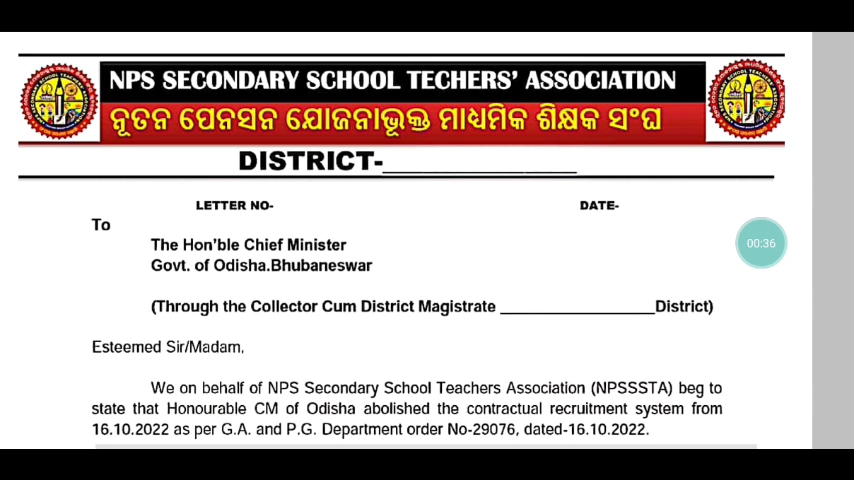 NPS SECONDARY SCHOOL TECHERS’ ASSOCIATION
ନୂତନ ପେନସନ ଯୋଜନାଭୂକ୍ତ ମାଧ୍ୟମିକ ଶିକ୍ଷକ ସଂଘ
DISTRICT-_______________
LETTER NO- DATE-
To
The Hon’ble Chief Minister
Govt. of Odisha.Bhubaneswar
00:36
(Through the Collector Cum District Magistrate ___________________District)
Esteemed Sir/Madam,
We on behalf of NPS Secondary School Teachers Association (NPSSSTA) beg to
state that Honourable CM of Odisha abolished the contractual recruitment system from
16.10.2022 as per G.A. and P.G. Department order No-29076, dated-16.10.2022.